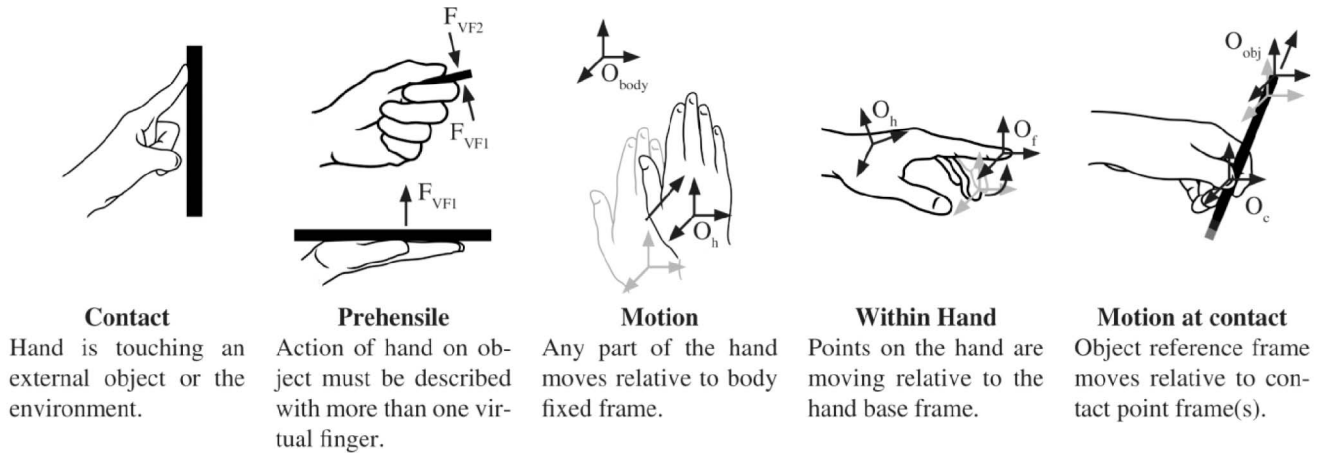 F_VF2
F_VF1
F_VF1
O_body
O_h
O_h
O_f
O_obj
O_c
Contact
Hand is touching an
external object or the
environment.
Prehensile
Action of hand on ob-
ject must be described
with more than one vir-
tual finger.
Motion
Any part of the hand
moves relative to body
fixed frame.
Within Hand
Points on the hand are
moving relative to the
hand base frame.
Motion at contact
Object reference frame
moves relative to con-
tact point frame(s).